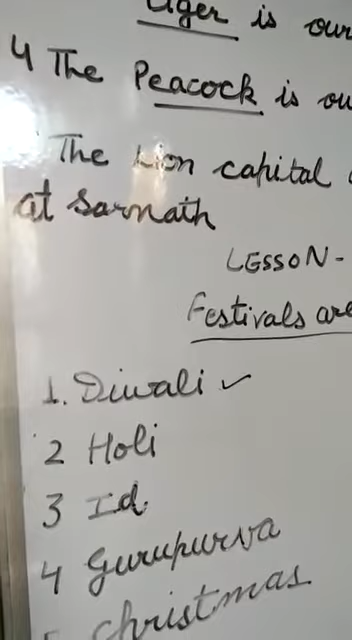 Tiger is our
4 The Peacock is ou
The Lion capital
at Sarnath
LESSON -
Festivals are
1. Diwali ✓
2 Holi
3 Id.
4 Gurupurva
5 Christmas